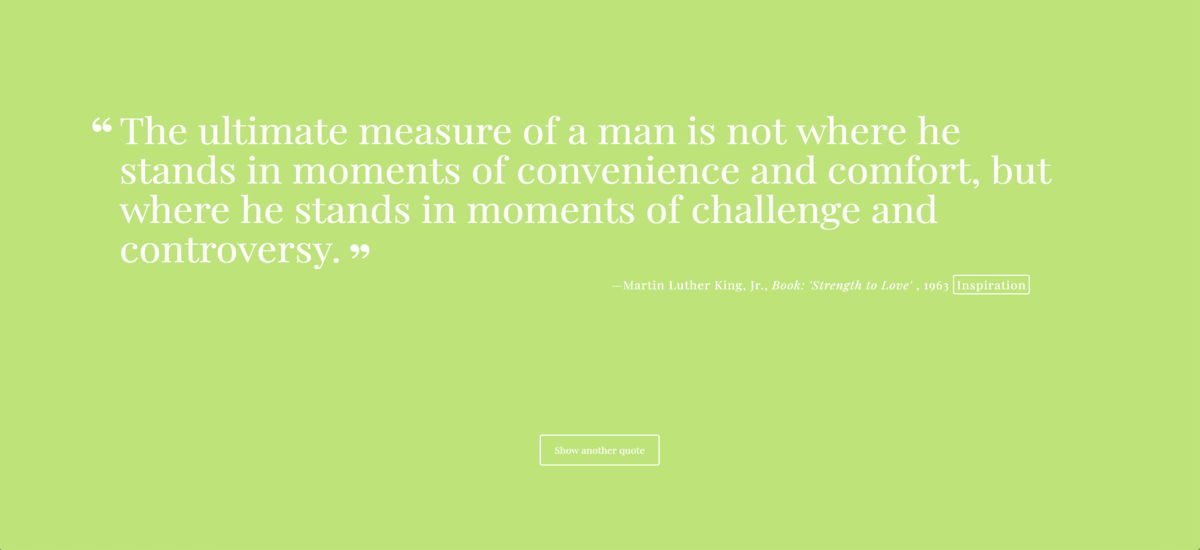 “ The ultimate measure of a man is not where he
stands in moments of convenience and comfort, but
where he stands in moments of challenge and
controversy. ”
—Martin Luther King, Jr., Book: 'Strength to Love' , 1963 Inspiration
Show another quote